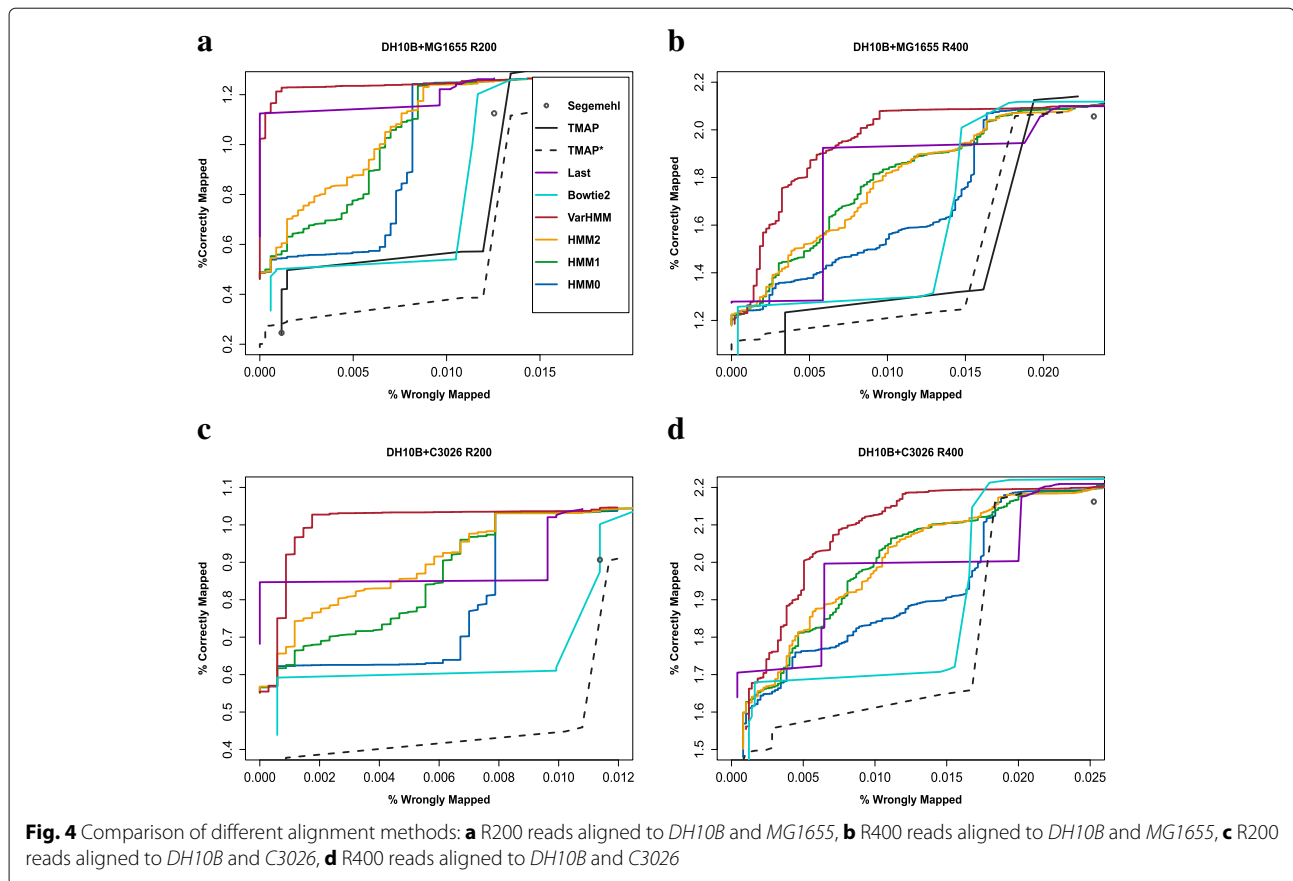 a
DH10B+MG1655 R200
%Correctly Mapped
0.2 0.4 0.6 0.8 1.0 1.2
0.000 0.005 0.010 0.015
% Wrongly Mapped
Segemehl
TMAP
TMAP*
Last
Bowtie2
VarHMM
HMM2
HMM1
HMM0
b
DH10B+MG1655 R400
% Correctly Mapped
1.2 1.4 1.6 1.8 2.0 2.2
0.000 0.005 0.010 0.015 0.020
% Wrongly Mapped
c
DH10B+C3026 R200
% Correctly Mapped
0.4 0.5 0.6 0.7 0.8 0.9 1.0 1.1
0.000 0.002 0.004 0.006 0.008 0.010 0.012
% Wrongly Mapped
d
DH10B+C3026 R400
% Correctly Mapped
1.5 1.6 1.7 1.8 1.9 2.0 2.1 2.2
0.000 0.005 0.010 0.015 0.020 0.025
% Wrongly Mapped
Fig. 4 Comparison of different alignment methods: a R200 reads aligned to DH10B and MG1655, b R400 reads aligned to DH10B and MG1655, c R200
reads aligned to DH10B and C3026, d R400 reads aligned to DH10B and C3026